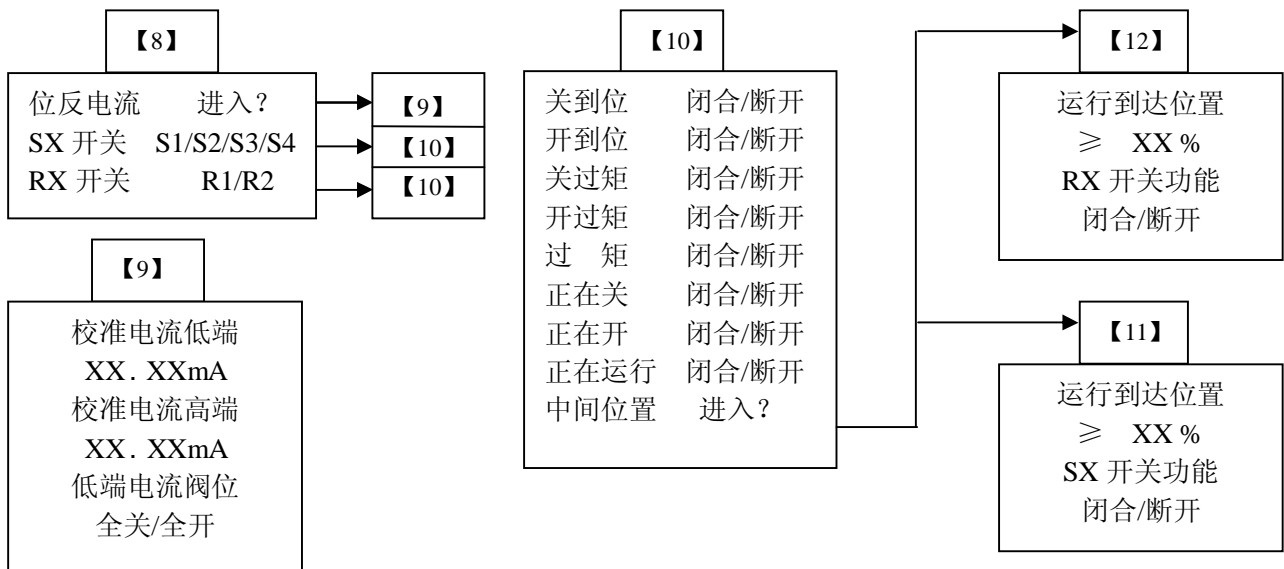 【8】
位反电流 进入？
SX 开关 S1/S2/S3/S4
RX 开关 R1/R2
【9】
【10】
【10】
【9】
校准电流低端
XX．XXmA
校准电流高端
XX．XXmA
低端电流阀位
全关/全开
【10】
关到位 闭合/断开
开到位 闭合/断开
关过矩 闭合/断开
开过矩 闭合/断开
过 矩 闭合/断开
正在关 闭合/断开
正在开 闭合/断开
正在运行 闭合/断开
中间位置 进入？
【12】
运行到达位置
≥ XX %
RX 开关功能
闭合/断开
【11】
运行到达位置
≥ XX %
SX 开关功能
闭合/断开